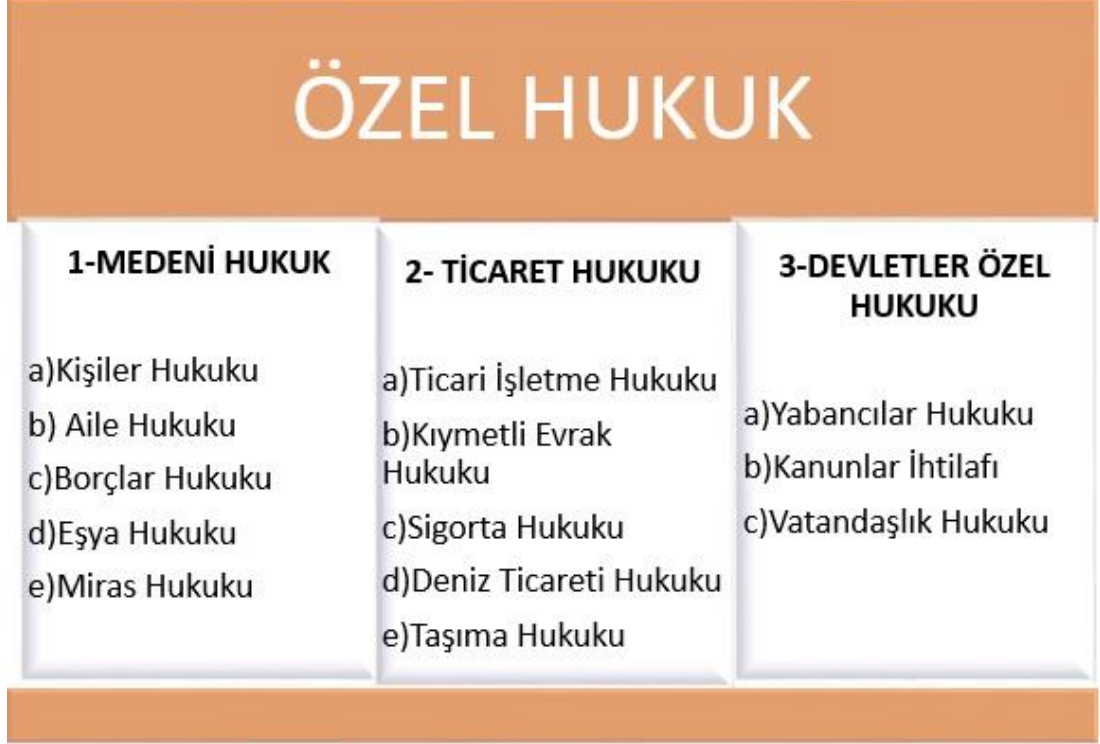 ÖZEL HUKUK
1-MEDENİ HUKUK
a)Kişiler Hukuku
b) Aile Hukuku
c)Borçlar Hukuku
d)Eşya Hukuku
e)Miras Hukuku
2- TİCARET HUKUKU
a)Ticari İşletme Hukuku
b)Kıymetli Evrak
Hukuku
c)Sigorta Hukuku
d)Deniz Ticareti Hukuku
e)Taşıma Hukuku
3-DEVLETLER ÖZEL
HUKUKU
a)Yabancılar Hukuku
b)Kanunlar İhtilafı
c)Vatandaşlık Hukuku